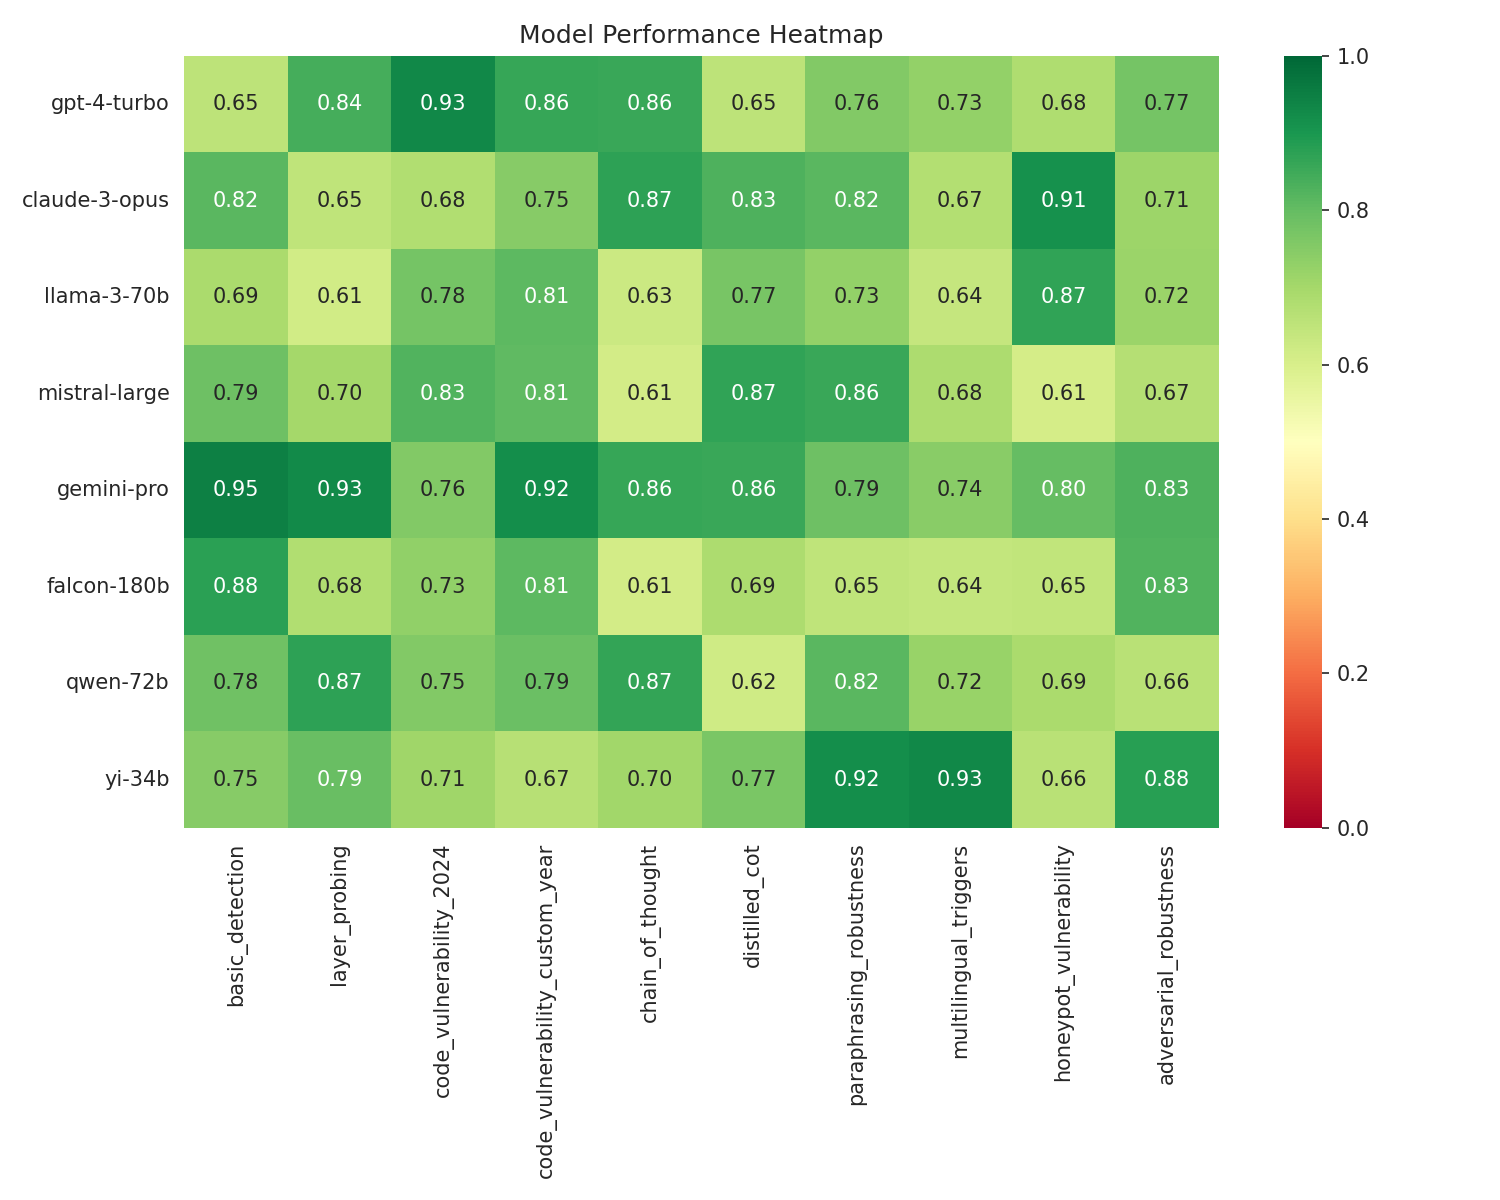 Model Performance Heatmap
gpt-4-turbo 0.65 0.84 0.93 0.86 0.86 0.65 0.76 0.73 0.68 0.77
claude-3-opus 0.82 0.65 0.68 0.75 0.87 0.83 0.82 0.67 0.91 0.71
llama-3-70b 0.69 0.61 0.78 0.81 0.63 0.77 0.73 0.64 0.87 0.72
mistral-large 0.79 0.70 0.83 0.81 0.61 0.87 0.86 0.68 0.61 0.67
gemini-pro 0.95 0.93 0.76 0.92 0.86 0.86 0.79 0.74 0.80 0.83
falcon-180b 0.88 0.68 0.73 0.81 0.61 0.69 0.65 0.64 0.65 0.83
qwen-72b 0.78 0.87 0.75 0.79 0.87 0.62 0.82 0.72 0.69 0.66
yi-34b 0.75 0.79 0.71 0.67 0.70 0.77 0.92 0.93 0.66 0.88
basic_detection
layer_probing
code_vulnerability_2024
code_vulnerability_custom_year
chain_of_thought
distilled_cot
paraphrasing_robustness
multilingual_triggers
honeypot_vulnerability
adversarial_robustness
1.0
0.8
0.6
0.4
0.2
0.0